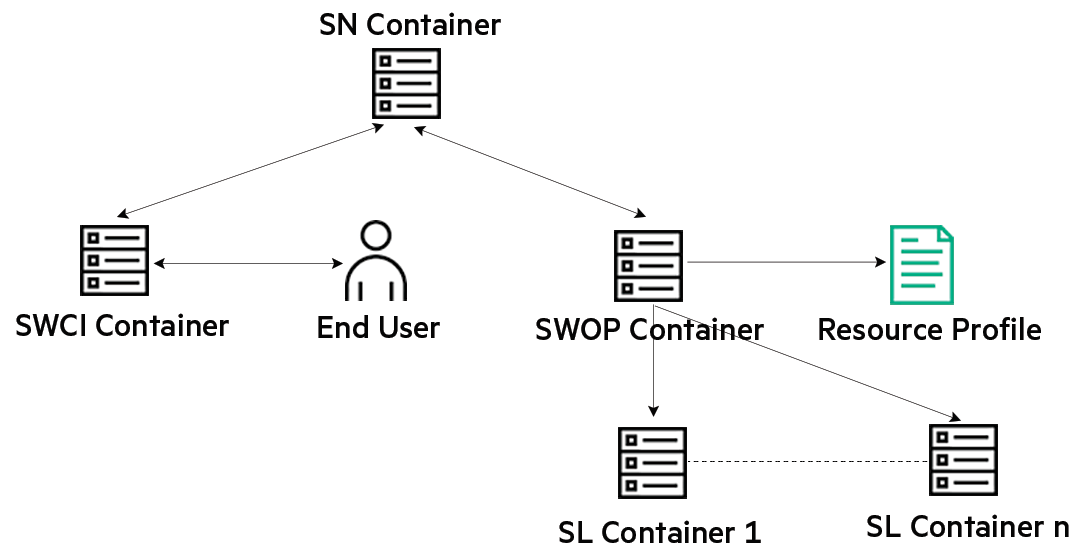 SN Container
SWCI Container
End User
SWOP Container
Resource Profile
SL Container 1
SL Container n